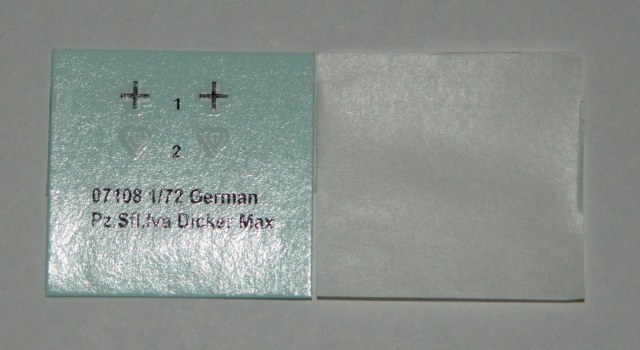 1
2
07108 1/72 German
Pz.Sfl.IVa Dicker Max